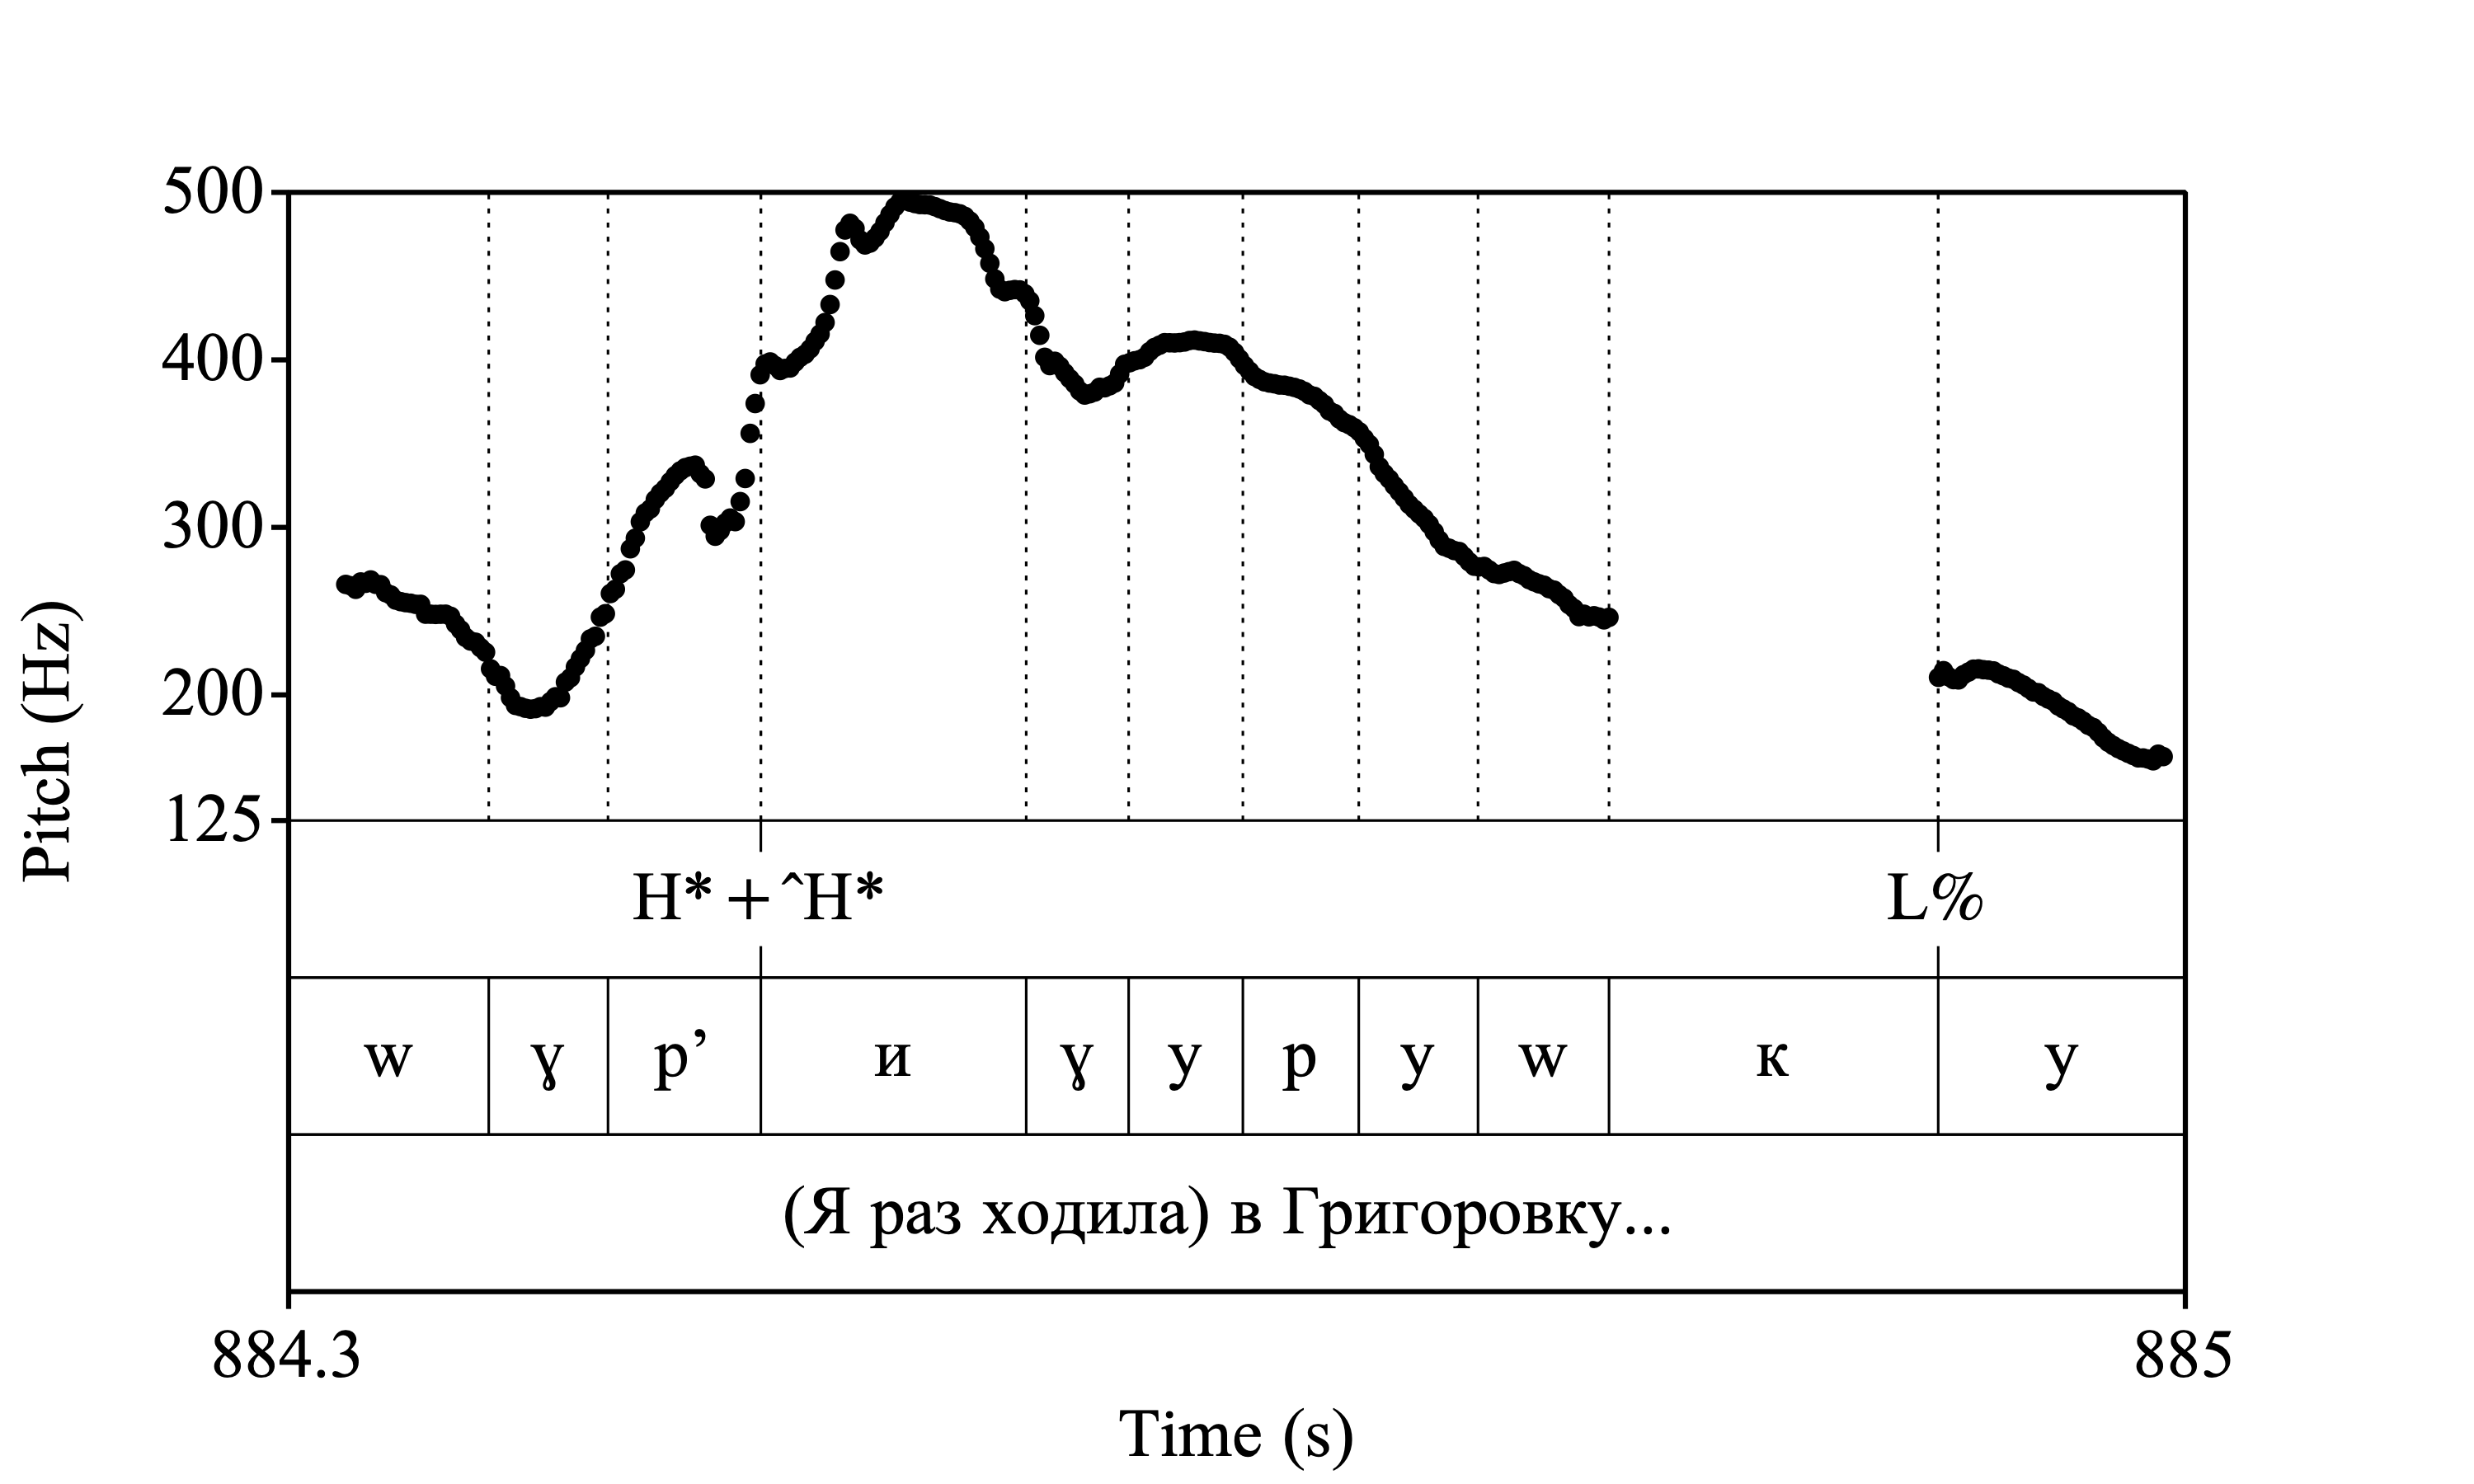 500
400
300
200
125
Pitch (Hz)
H* + ^H* L%
w ɣ р’ и ɣ у р у w к у
(Я раз ходила) в Григоровку...
884.3 885
Time (s)